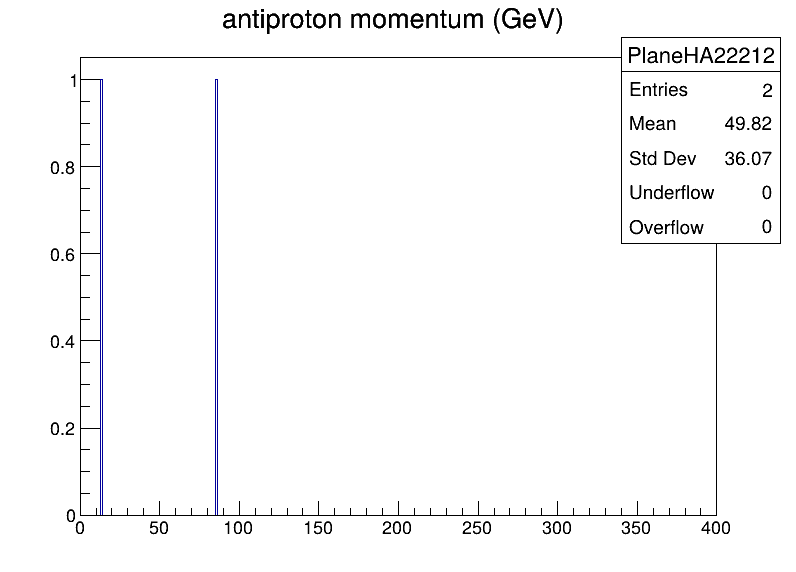 antiproton momentum (GeV)
PlaneHA22212
Entries 2
Mean 49.82
Std Dev 36.07
Underflow 0
Overflow 0
1
0.8
0.6
0.4
0.2
0
0 50 100 150 200 250 300 350 400